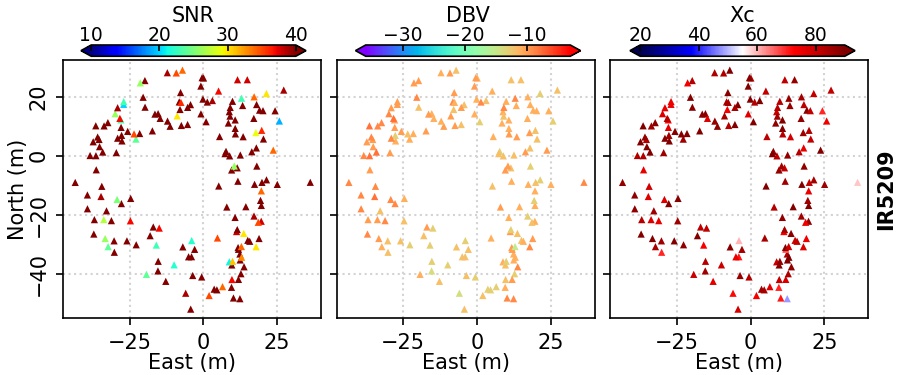 SNR DBV Xc
10 20 30 40 −30 −20 −10 20 40 60 80
20
0
−20
−40
North (m)
IR5209
−25 0 25 −25 0 25 −25 0 25
East (m) East (m) East (m)